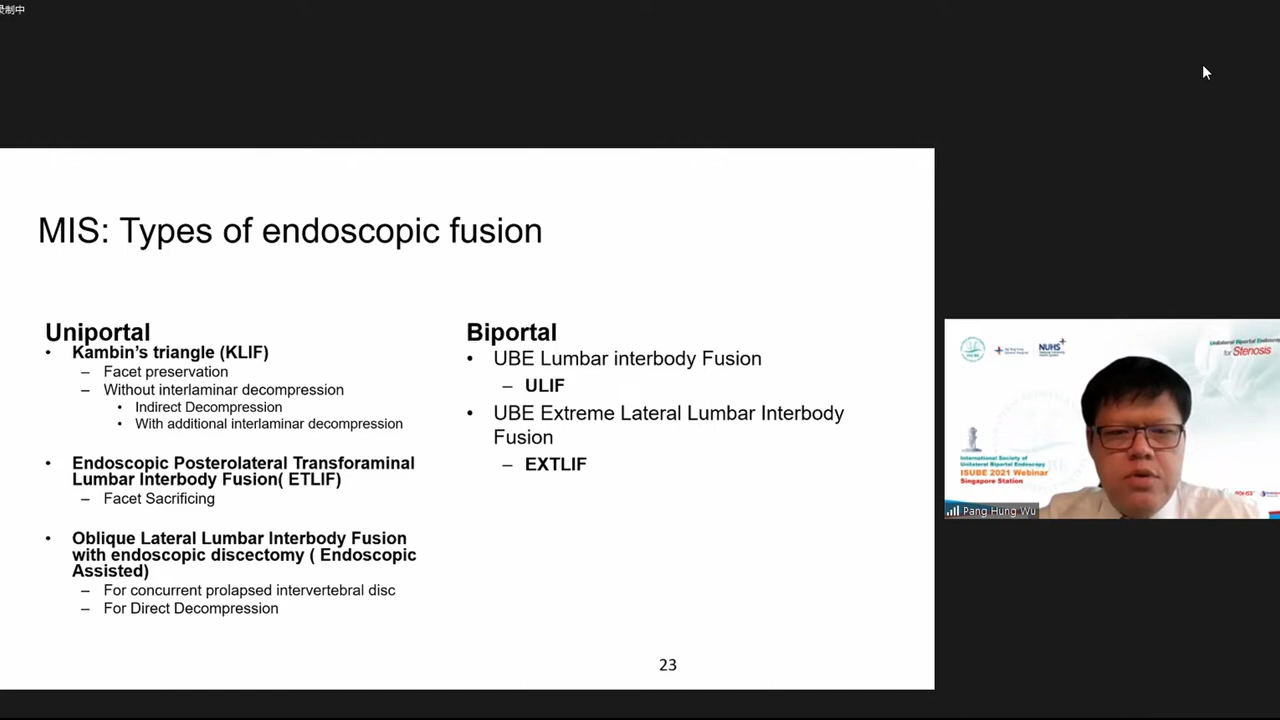 录制中
MIS: Types of endoscopic fusion
Uniportal
• Kambin's triangle (KLIF)
– Facet preservation
– Without interlaminar decompression
• Indirect Decompression
• With additional interlaminar decompression
• Endoscopic Posterolateral Transforaminal
Lumbar Interbody Fusion( ETLIF)
– Facet Sacrificing
• Oblique Lateral Lumbar Interbody Fusion
with endoscopic discectomy ( Endoscopic
Assisted)
– For concurrent prolapsed intervertebral disc
– For Direct Decompression
Biportal
• UBE Lumbar interbody Fusion
– ULIF
• UBE Extreme Lateral Lumbar Interbody
Fusion
– EXTLIF
23
NUHS
Unilateral Biportal Endoscop
for Stenosis
International Society of
Unilateral Biportal Endoscopy
ISUBE 2021 Webinar
Singapore Station
Pang Hung Wu